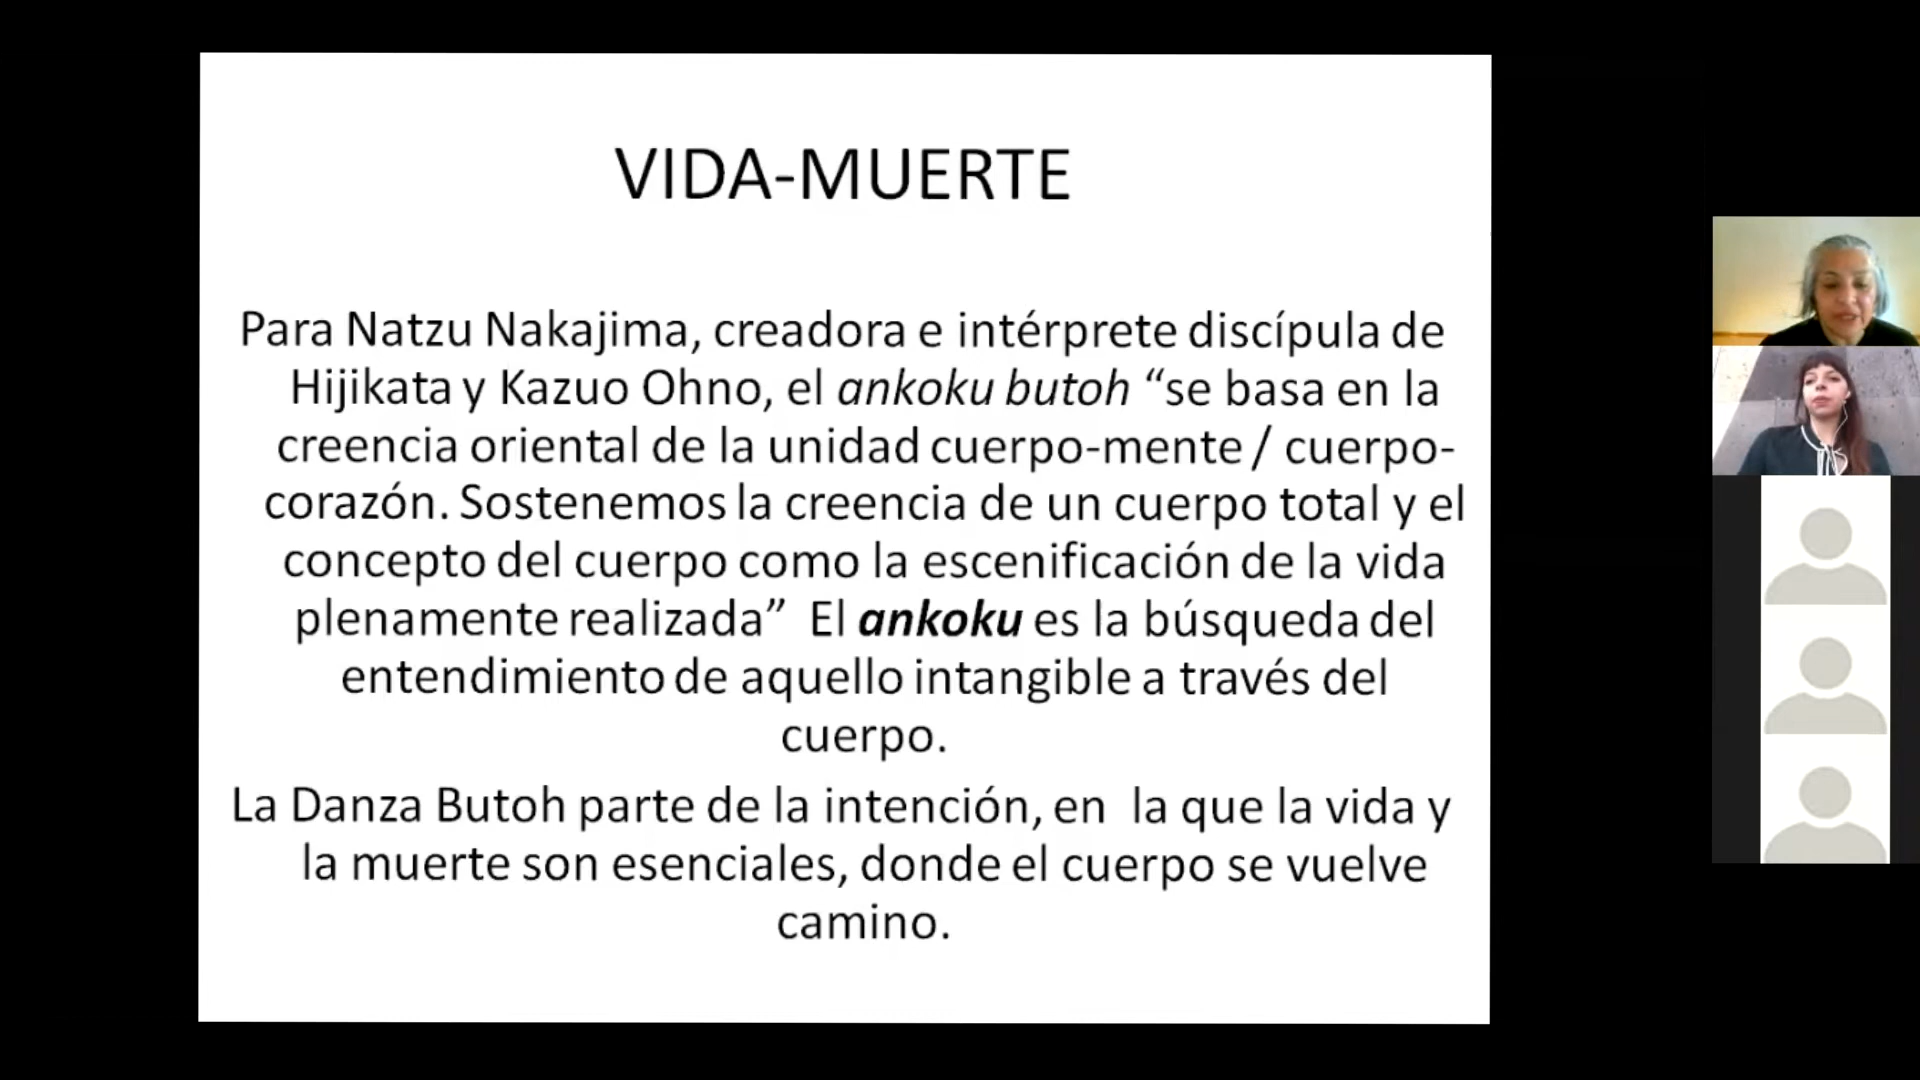 VIDA-MUERTE
Para Natzu Nakajima, creadora e intérprete discípula de
Hijikata y Kazuo Ohno, el ankoku butoh “se basa en la
creencia oriental de la unidad cuerpo-mente / cuerpo-
corazón. Sostenemos la creencia de un cuerpo total y el
concepto del cuerpo como la escenificación de la vida
plenamente realizada” El ankoku es la búsqueda del
entendimiento de aquello intangible a través del
cuerpo.
La Danza Butoh parte de la intención, en la que la vida y
la muerte son esenciales, donde el cuerpo se vuelve
camino.